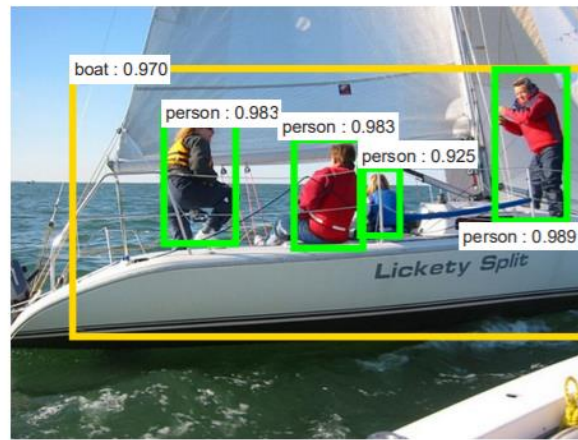 boat : 0.970
person : 0.983
person : 0.983
person : 0.925
person : 0.989
Lickety Split